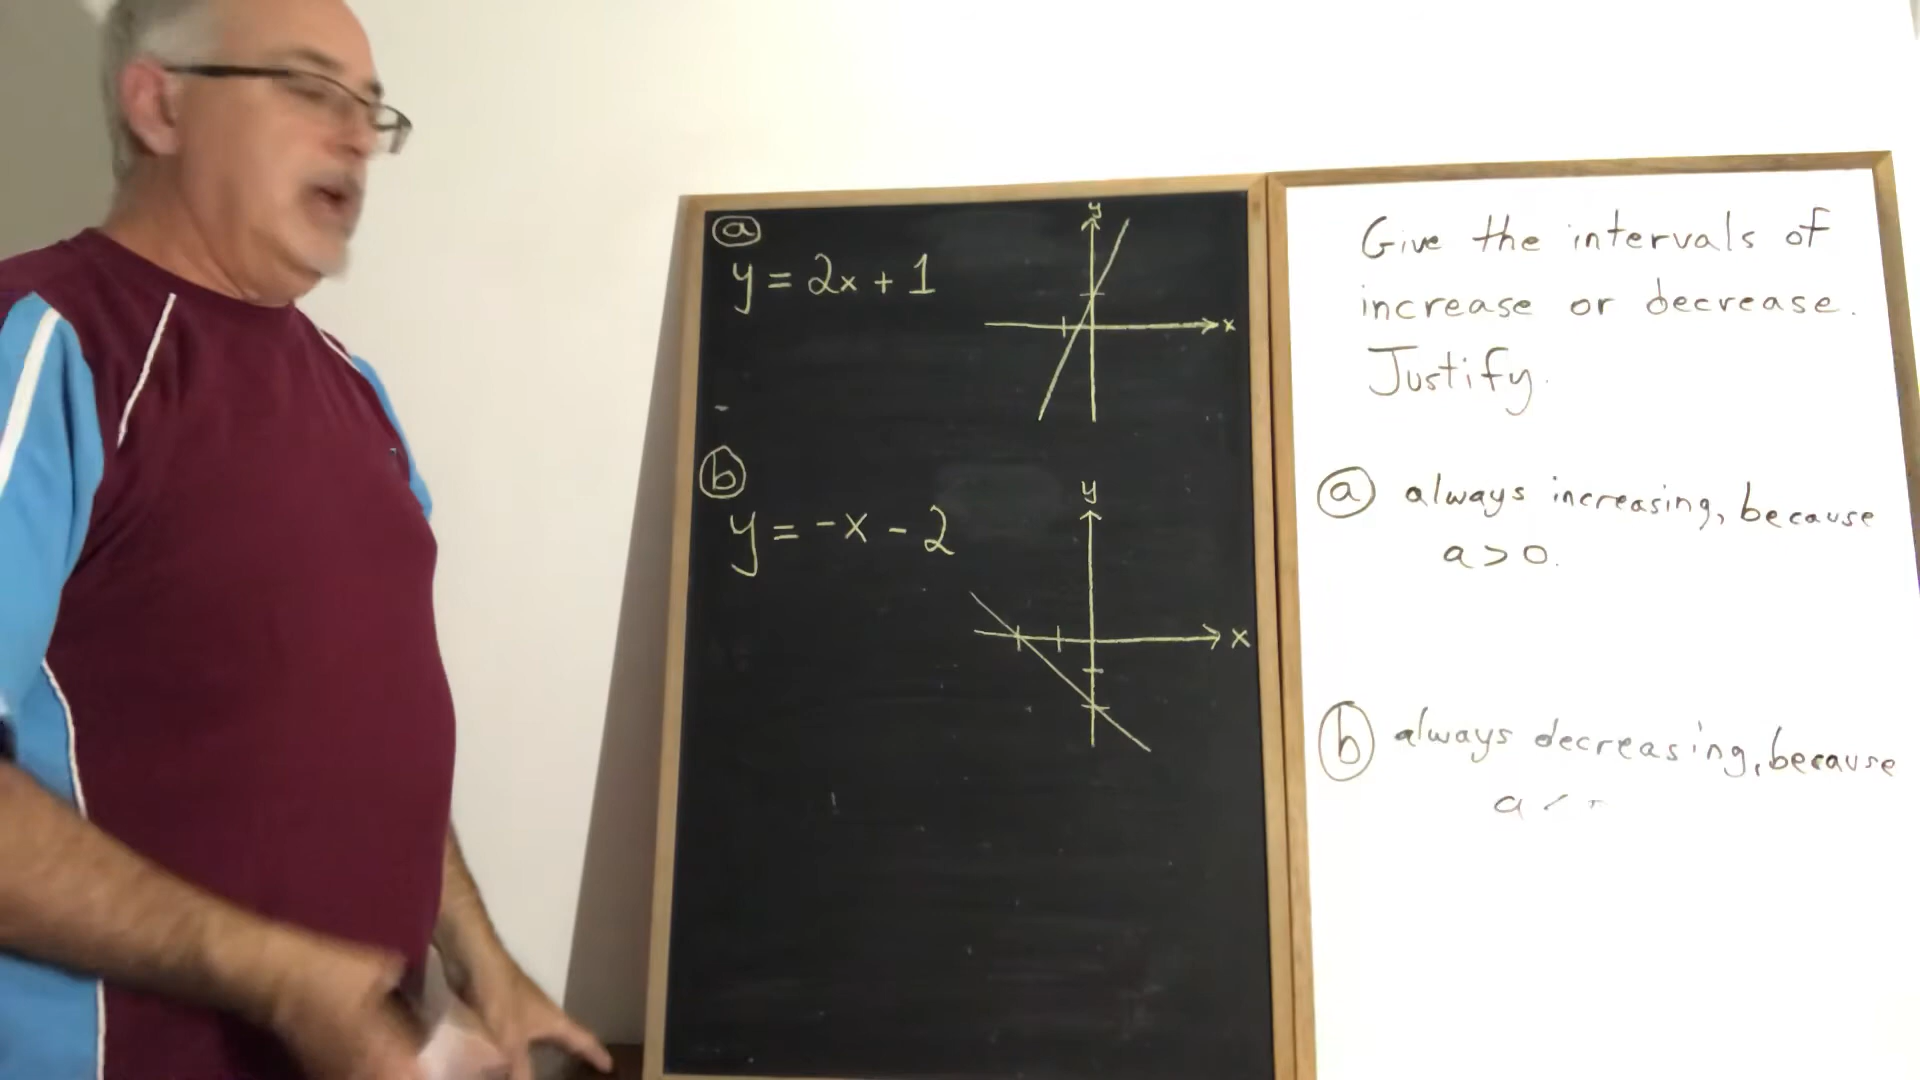 ⓐ
y = 2x + 1
y
x
ⓑ
y = -x - 2
y
x
Give the intervals of
increase or decrease.
Justify.
ⓐ always increasing, because
a > 0.
ⓑ always decreasing, because
a <